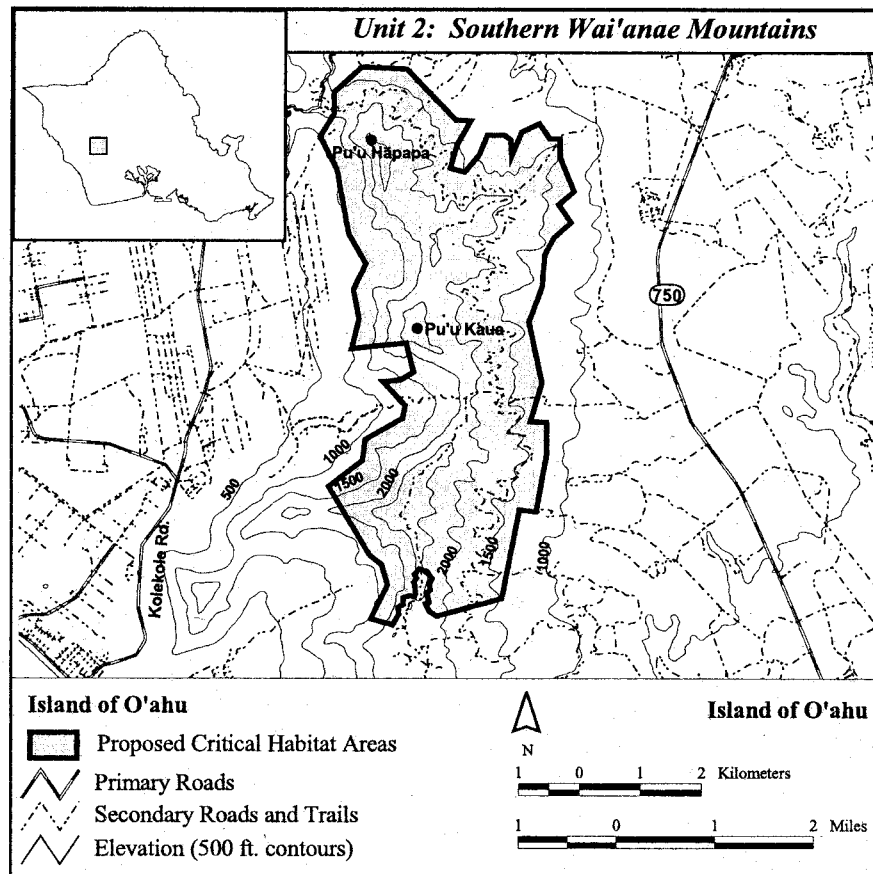 Unit 2: Southern Wai'anae Mountains
Pu'u Hāpapa
750
Pu'u Kaua
500
1000
1500
2000
Kolekole Rd.
2000
1500
1000
Island of O'ahu
Proposed Critical Habitat Areas
Primary Roads
Secondary Roads and Trails
Elevation (500 ft. contours)
N
Island of O'ahu
1 0 1 2 Kilometers
1 0 1 2 Miles